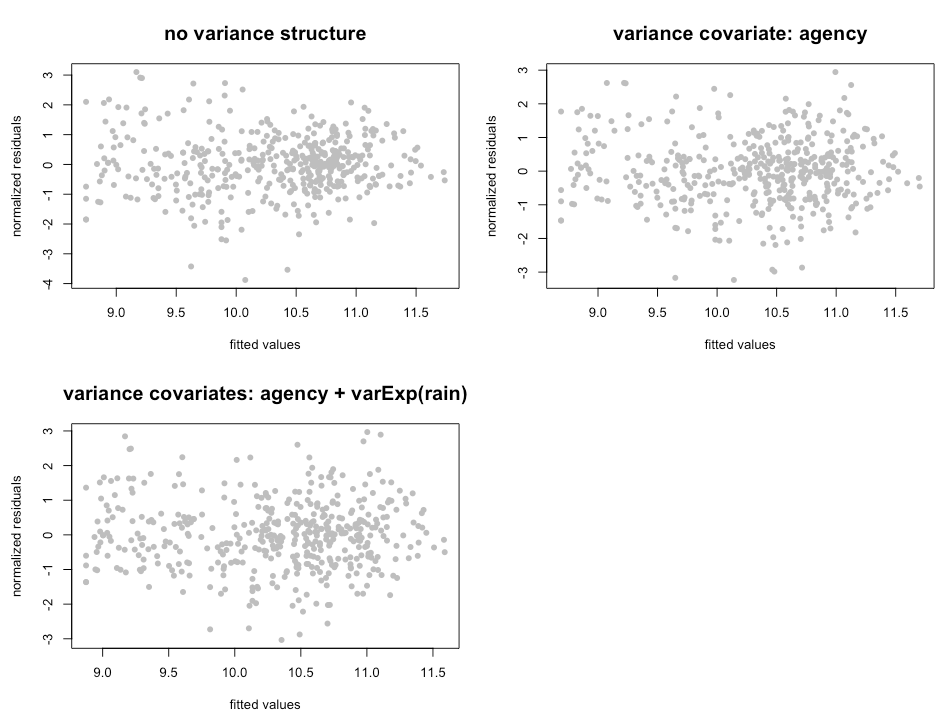 no variance structure
normalized residuals
3
2
1
0
-1
-2
-3
-4
9.0 9.5 10.0 10.5 11.0 11.5
fitted values
variance covariate: agency
normalized residuals
3
2
1
0
-1
-2
-3
9.0 9.5 10.0 10.5 11.0 11.5
fitted values
variance covariates: agency + varExp(rain)
normalized residuals
3
2
1
0
-1
-2
-3
9.0 9.5 10.0 10.5 11.0 11.5
fitted values